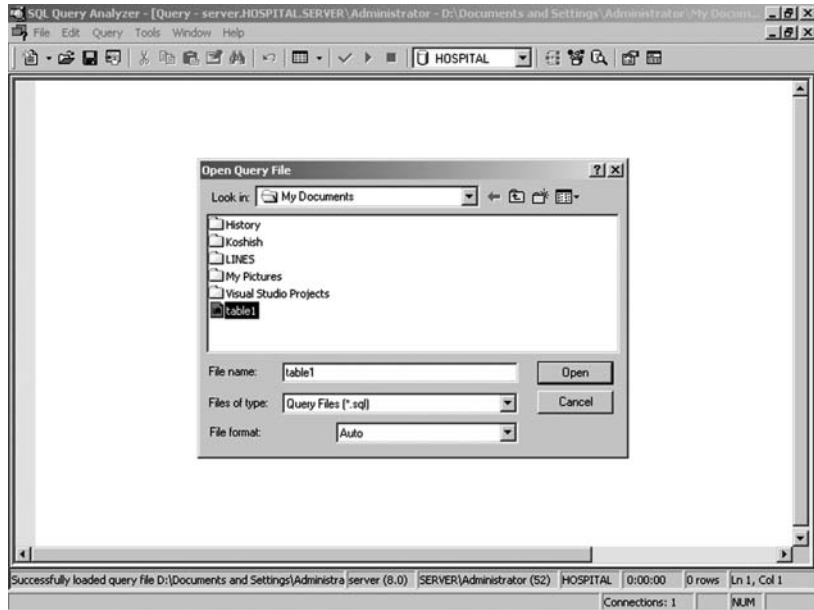 SQL Query Analyzer - [Query - server.HOSPITAL.SERVER\Administrator - D:\Documents and Settings\Administrator\My Docum...
File Edit Query Tools Window Help
HOSPITAL
Open Query File
Look in: My Documents
History
Koshish
LINES
My Pictures
Visual Studio Projects
table1
File name: table1
Open
Files of type: Query Files (*.sql)
Cancel
File format: Auto
Successfully loaded query file D:\Documents and Settings\Administra server (8.0) SERVER\Administrator (52) HOSPITAL 0:00:00 0 rows Ln 1, Col 1
Connections: 1 NUM